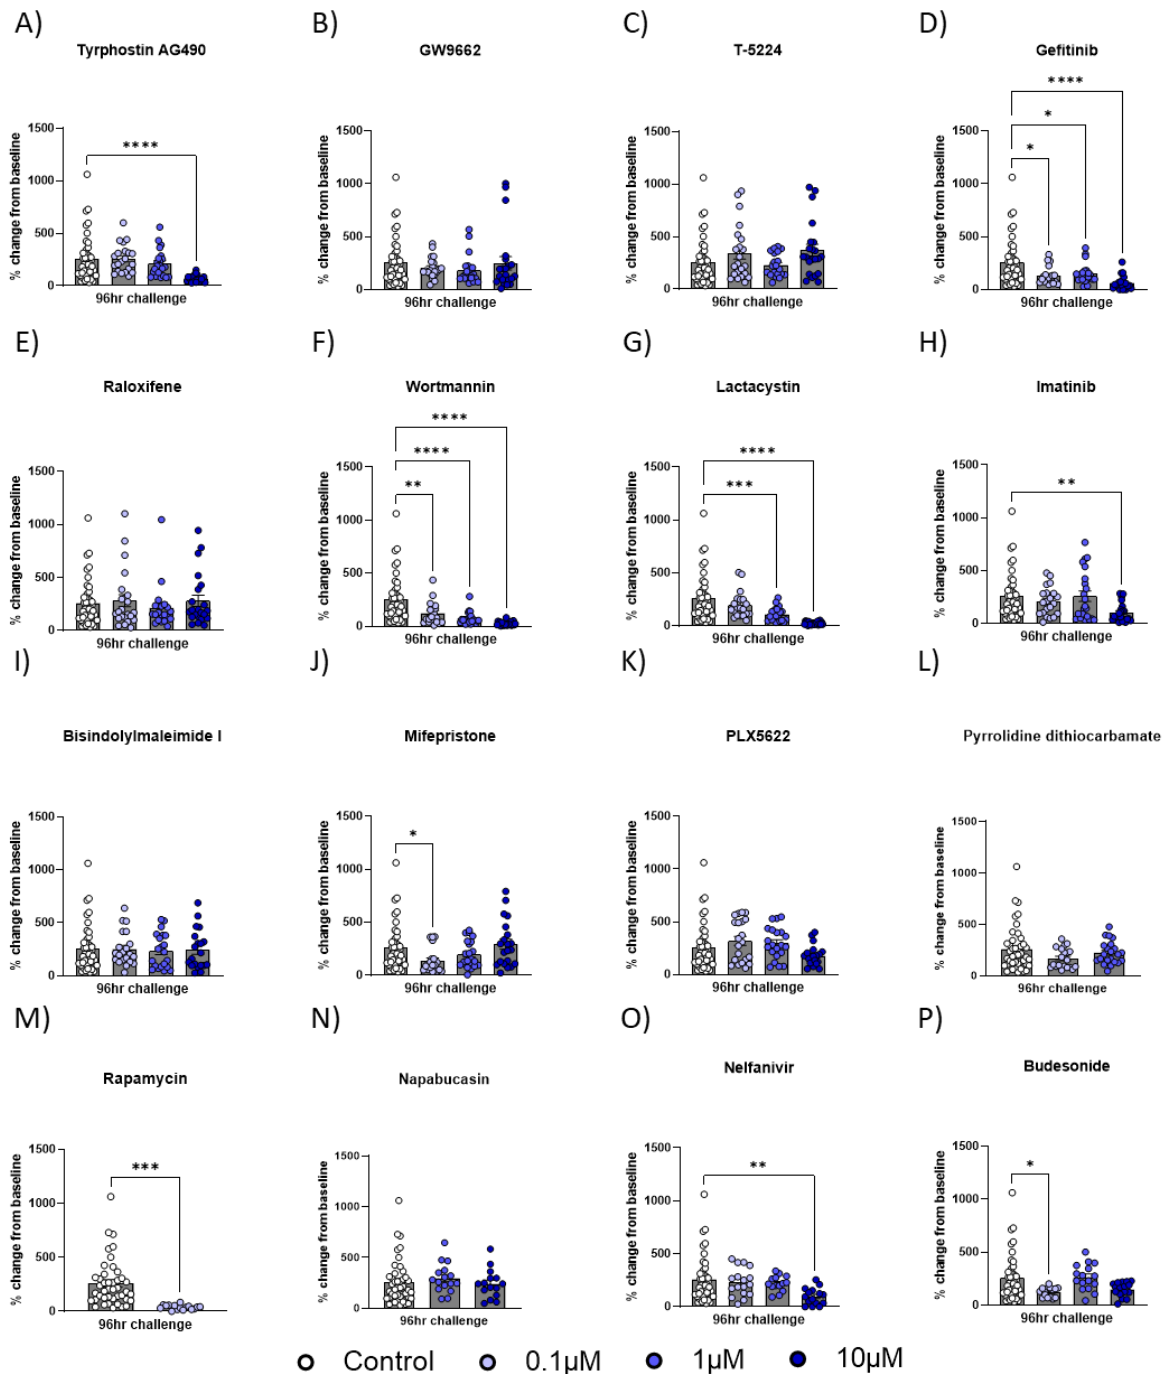 A) B) C) D)
Tyrphostin AG490 GW9662 T-5224 Gefitinib
****
*
*
****
% change from baseline 1500 1000 500 0
% change from baseline 1500 1000 500 0
% change from baseline 1500 1000 500 0
% change from baseline 1500 1000 500 0
96hr challenge 96hr challenge 96hr challenge 96hr challenge
E) F) G) H)
Raloxifene Wortmannin Lactacystin Imatinib
****
****
**
****
***
**
% change from baseline 1500 1000 500 0
% change from baseline 1500 1000 500 0
% change from baseline 1500 1000 500 0
% change from baseline 1500 1000 500 0
96hr challenge 96hr challenge 96hr challenge 96hr challenge
I) J) K) L)
Bisindolylmaleimide I Mifepristone PLX5622 Pyrrolidine dithiocarbamate
*
% change from baseline 1500 1000 500 0
% change from baseline 1500 1000 500 0
% change from baseline 1500 1000 500 0
% change from baseline 1500 1000 500 0
96hr challenge 96hr challenge 96hr challenge 96hr challenge
M) N) O) P)
Rapamycin Napabucasin Nelfanivir Budesonide
***
**
*
% change from baseline 1500 1000 500 0
% change from baseline 1500 1000 500 0
% change from baseline 1500 1000 500 0
% change from baseline 1500 1000 500 0
96hr challenge 96hr challenge 96hr challenge 96hr challenge
Control 0.1µM 1µM 10µM